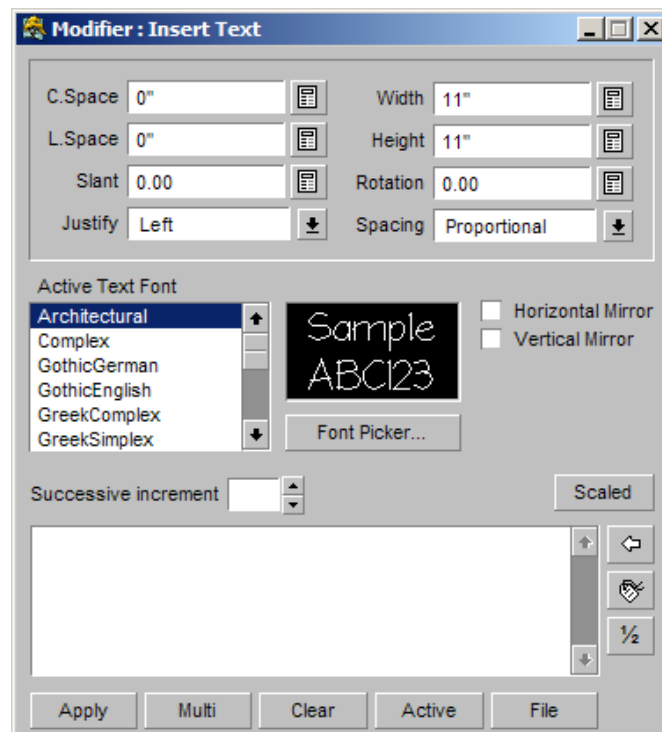 Modifier : Insert Text
C.Space 0" Width 11"
L.Space 0" Height 11"
Slant 0.00 Rotation 0.00
Justify Left Spacing Proportional
Active Text Font
Architectural
Complex
GothicGerman
GothicEnglish
GreekComplex
GreekSimplex
Sample
ABC123
Font Picker...
Horizontal Mirror
Vertical Mirror
Successive increment
Scaled
½
Apply Multi Clear Active File